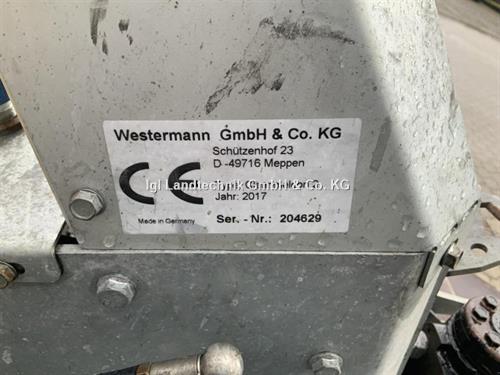 Westermann GmbH & Co. KG
Schützenhof 23
D -49716 Meppen
CE
Igl Landtechnik GmbH & Co. KG
Jahr: 2017
Made in Germany
Ser. - Nr.: 204629